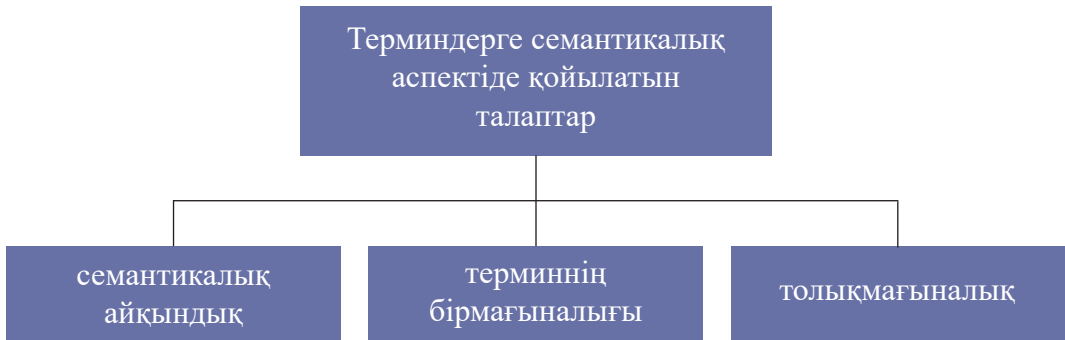 Терминдерге семантикалық
аспектіде қойылатын
талаптар
семантикалық
айқындық
терминнің
бірмағыналығы
толықмағыналық